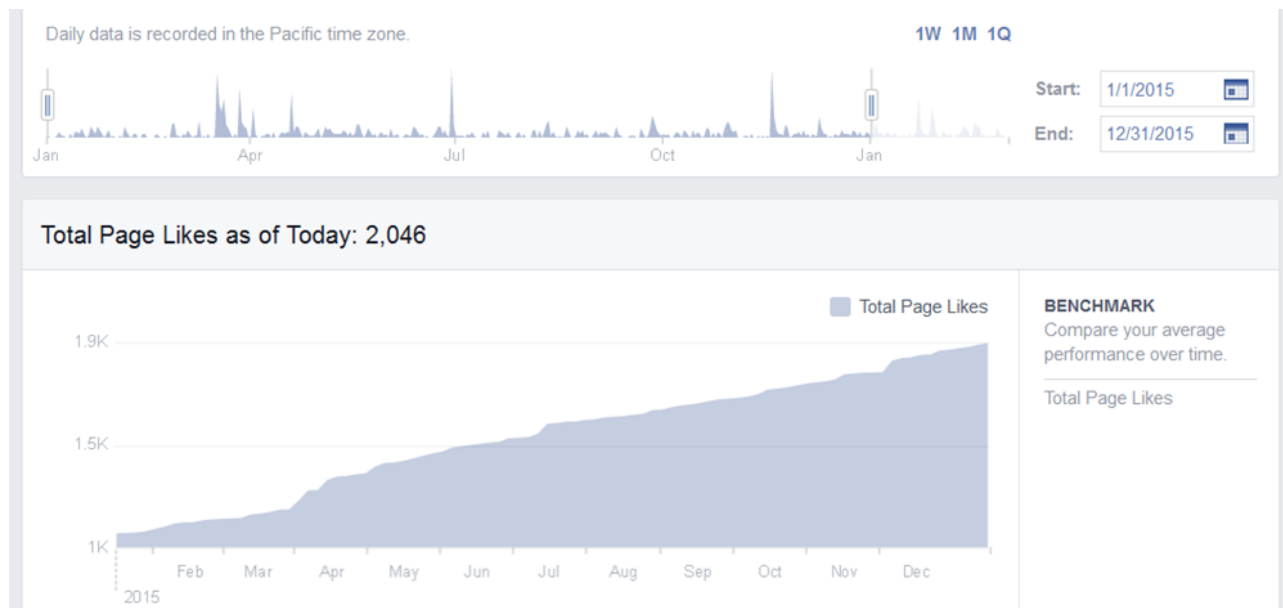 Daily data is recorded in the Pacific time zone.
1W 1M 1Q
Start: 1/1/2015
End: 12/31/2015
Jan Apr Jul Oct Jan
Total Page Likes as of Today: 2,046
Total Page Likes
BENCHMARK
Compare your average
performance over time.
Total Page Likes
1.9K
1.5K
1K
Feb Mar Apr May Jun Jul Aug Sep Oct Nov Dec
2015